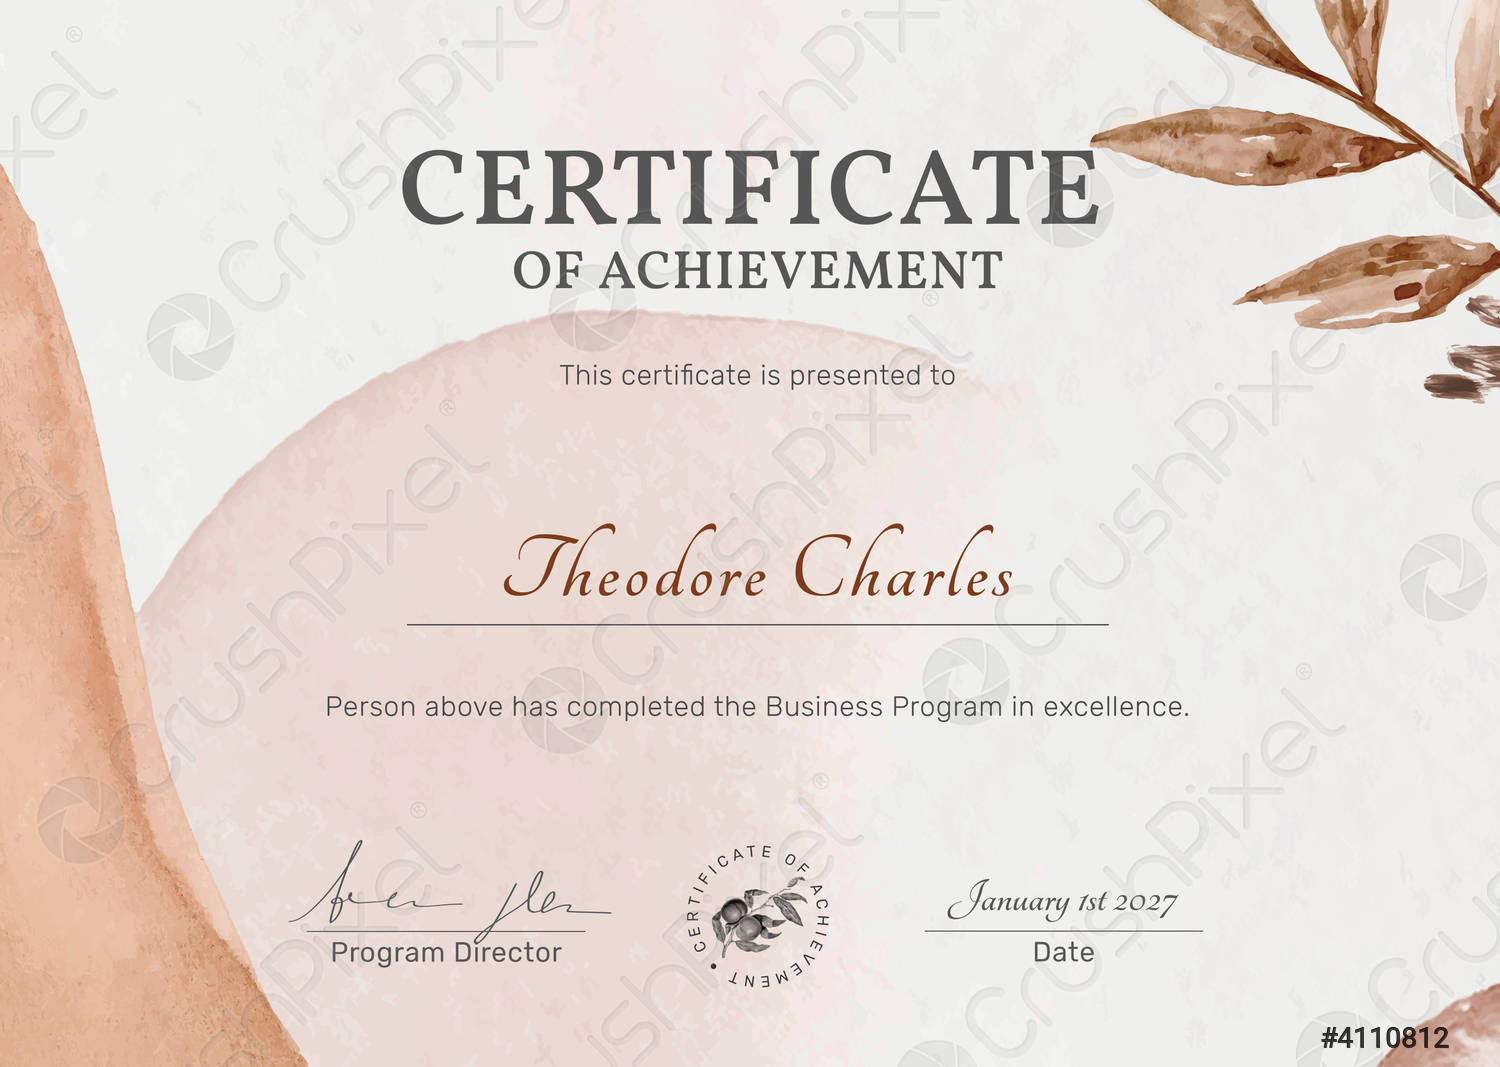 CERTIFICATE
OF ACHIEVEMENT
This certificate is presented to
Theodore Charles
Person above has completed the Business Program in excellence.
Program Director
CERTIFICATE OF ACHIEVEMENT
January 1st 2027
Date
#4110812
CrushPixel